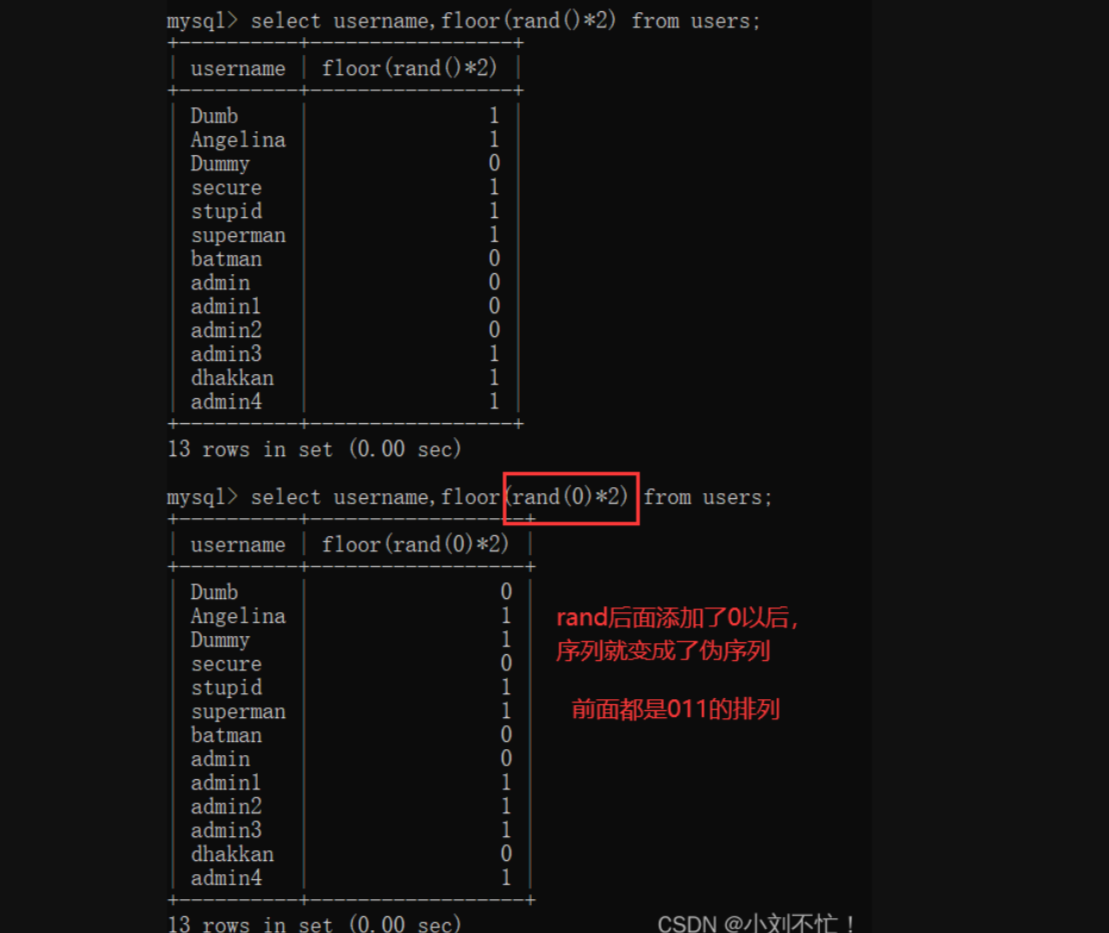 mysql> select username,floor(rand()*2) from users;
+----------+-----------------+
| username | floor(rand()*2) |
+----------+-----------------+
| Dumb | 1 |
| Angelina | 1 |
| Dummy | 0 |
| secure | 1 |
| stupid | 1 |
| superman | 1 |
| batman | 0 |
| admin | 0 |
| admin1 | 0 |
| admin2 | 0 |
| admin3 | 1 |
| dhakkan | 1 |
| admin4 | 1 |
+----------+-----------------+
13 rows in set (0.00 sec)
mysql> select username,floor(rand(0)*2) from users;
+----------+------------------+
| username | floor(rand(0)*2) |
+----------+------------------+
| Dumb | 0 |
| Angelina | 1 |
| Dummy | 1 |
| secure | 0 |
| stupid | 1 |
| superman | 1 |
| batman | 0 |
| admin | 0 |
| admin1 | 1 |
| admin2 | 1 |
| admin3 | 1 |
| dhakkan | 0 |
| admin4 | 1 |
+----------+------------------+
13 rows in set (0.00 sec)
rand后面添加了0以后，
序列就变成了伪序列
前面都是011的排列
CSDN @小刘不忙！